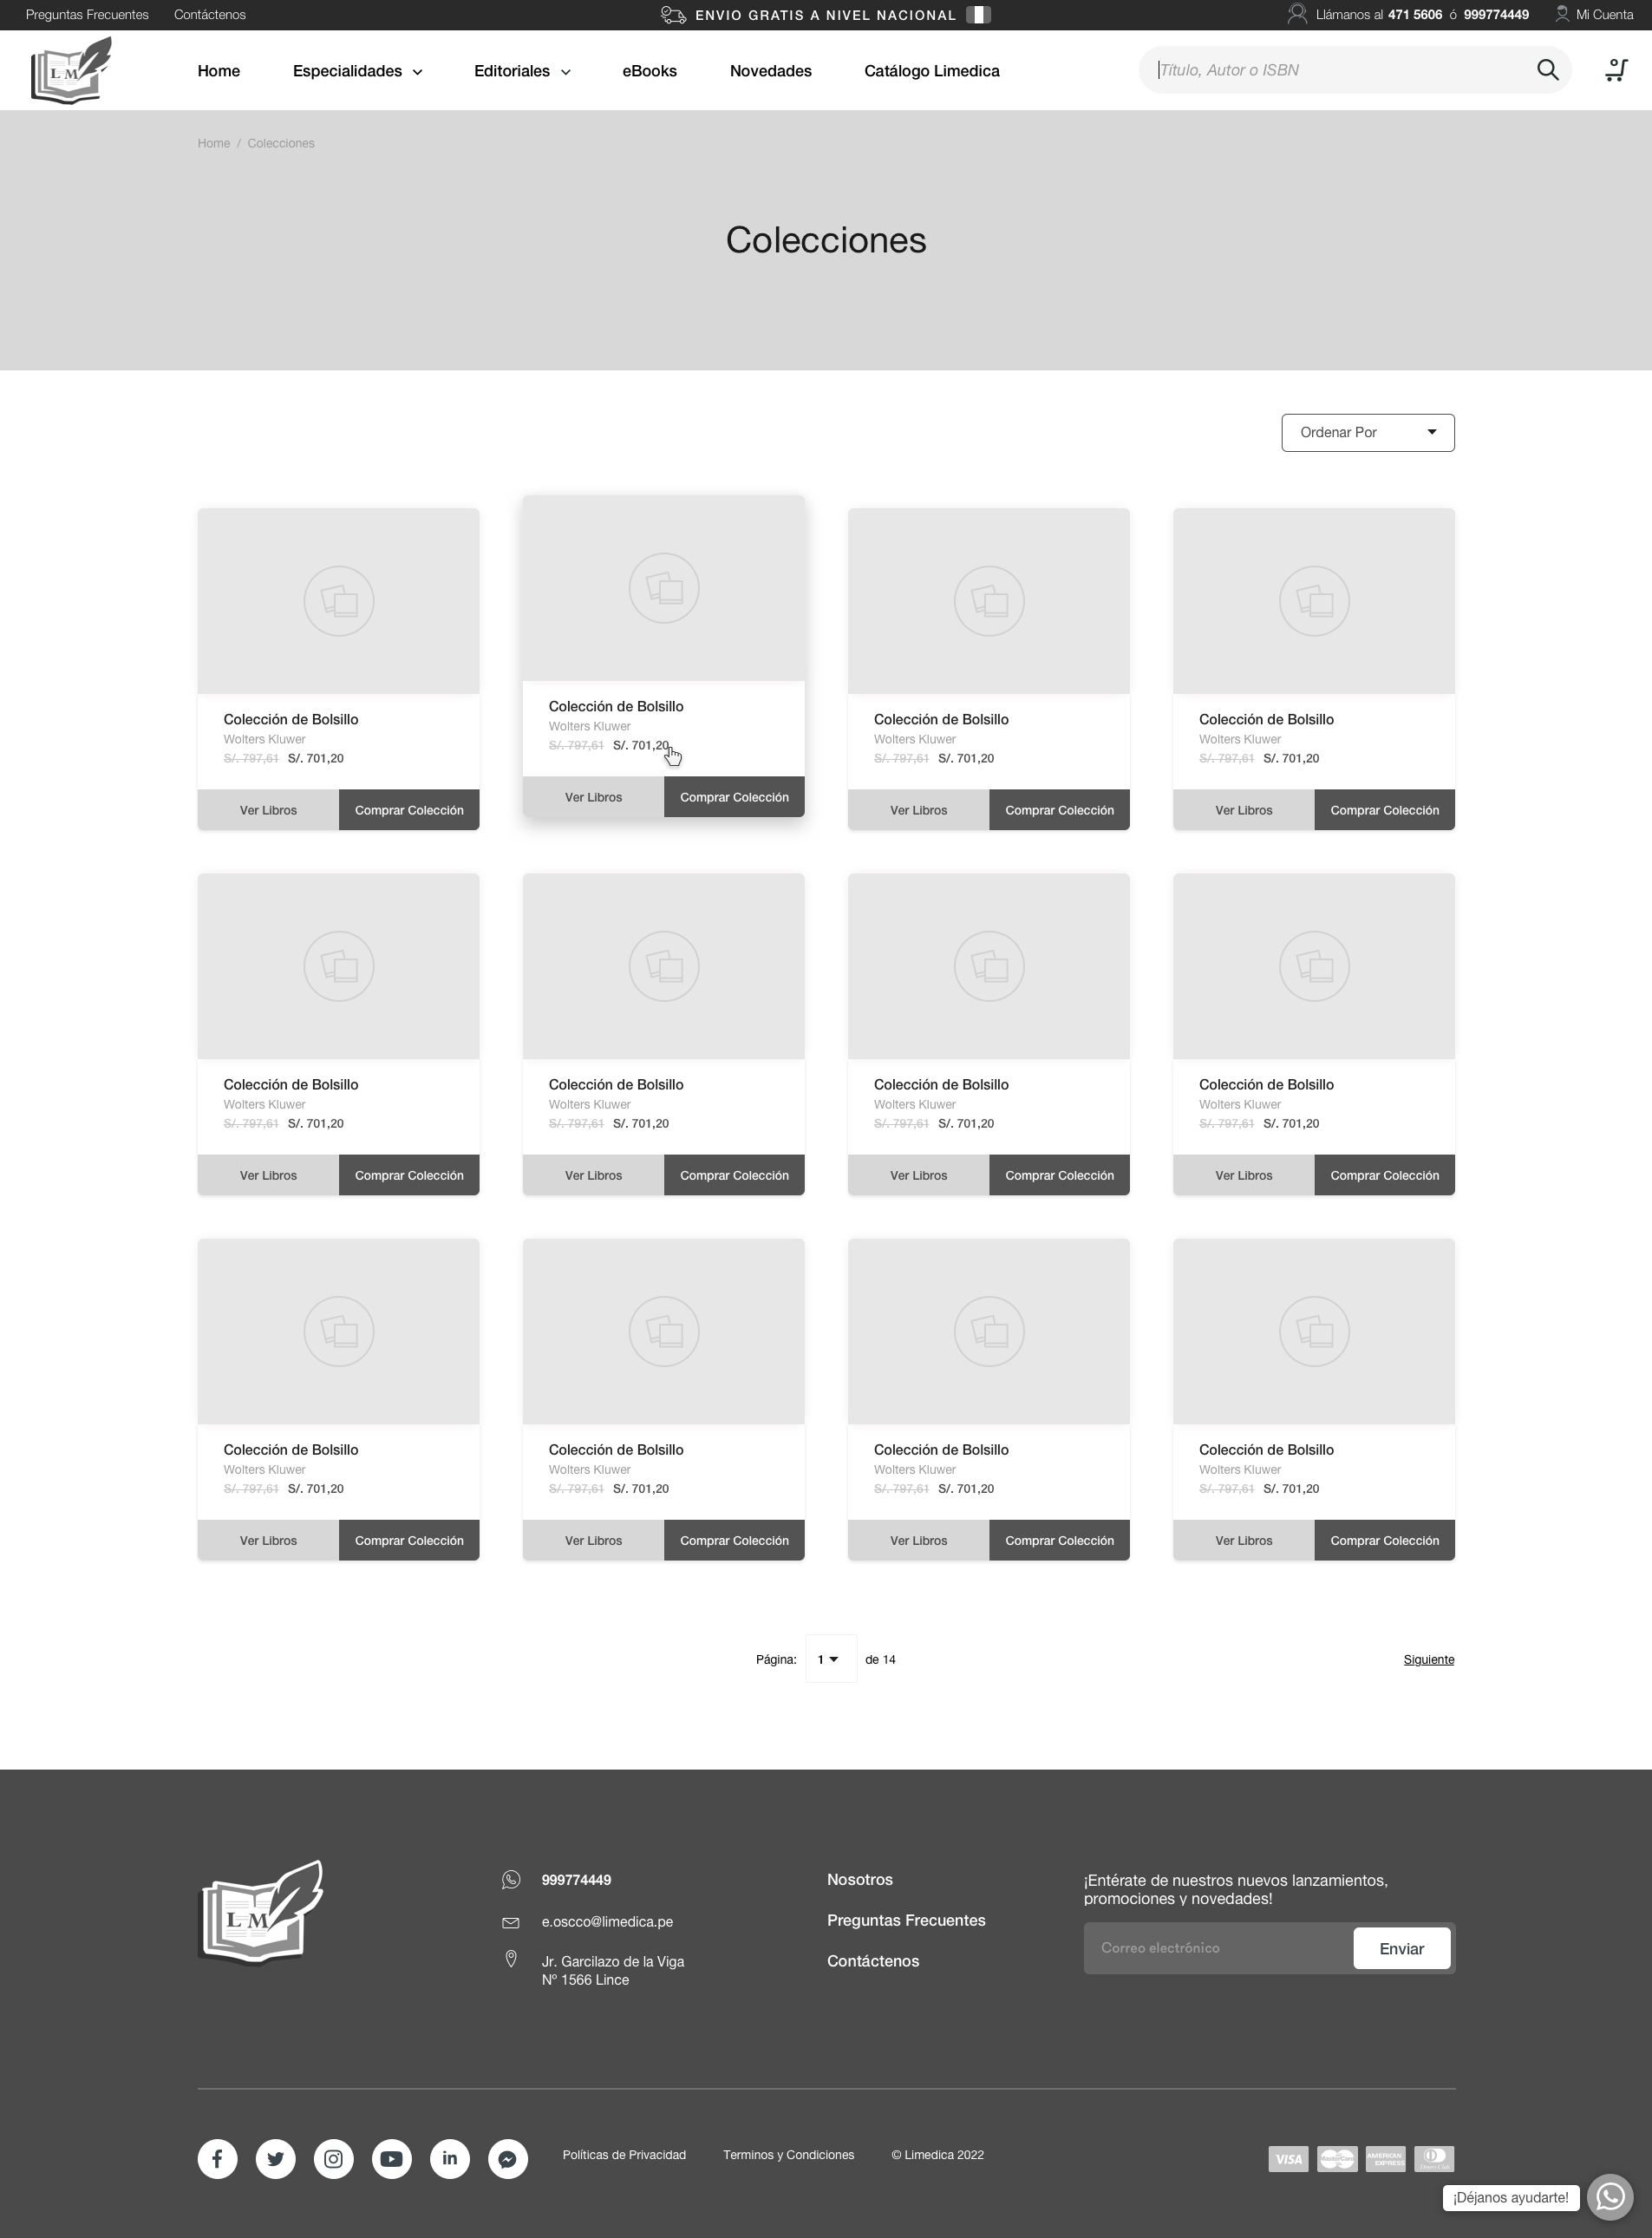 Preguntas Frecuentes Contáctenos ENVIO GRATIS A NIVEL NACIONAL Llámanos al 471 5606 ó 999774449 Mi Cuenta
LM
Home Especialidades Editoriales eBooks Novedades Catálogo Limedica Título, Autor o ISBN
Home / Colecciones
Colecciones
Ordenar Por
Colección de Bolsillo Colección de Bolsillo Colección de Bolsillo Colección de Bolsillo
Wolters Kluwer Wolters Kluwer Wolters Kluwer Wolters Kluwer
S/. 797,61 S/. 701,20 S/. 797,61 S/. 701,20 S/. 797,61 S/. 701,20 S/. 797,61 S/. 701,20
Ver Libros Comprar Colección Ver Libros Comprar Colección Ver Libros Comprar Colección Ver Libros Comprar Colección
Colección de Bolsillo Colección de Bolsillo Colección de Bolsillo Colección de Bolsillo
Wolters Kluwer Wolters Kluwer Wolters Kluwer Wolters Kluwer
S/. 797,61 S/. 701,20 S/. 797,61 S/. 701,20 S/. 797,61 S/. 701,20 S/. 797,61 S/. 701,20
Ver Libros Comprar Colección Ver Libros Comprar Colección Ver Libros Comprar Colección Ver Libros Comprar Colección
Colección de Bolsillo Colección de Bolsillo Colección de Bolsillo Colección de Bolsillo
Wolters Kluwer Wolters Kluwer Wolters Kluwer Wolters Kluwer
S/. 797,61 S/. 701,20 S/. 797,61 S/. 701,20 S/. 797,61 S/. 701,20 S/. 797,61 S/. 701,20
Ver Libros Comprar Colección Ver Libros Comprar Colección Ver Libros Comprar Colección Ver Libros Comprar Colección
Página: 1 de 14 Siguiente
LM
999774449
e.oscco@limedica.pe
Jr. Garcilazo de la Viga
Nº 1566 Lince
Nosotros
Preguntas Frecuentes
Contáctenos
¡Entérate de nuestros nuevos lanzamientos,
promociones y novedades!
Correo electrónico Enviar
in Políticas de Privacidad Terminos y Condiciones © Limedica 2022 VISA
AMERICAN
EXPRESS
¡Déjanos ayudarte!